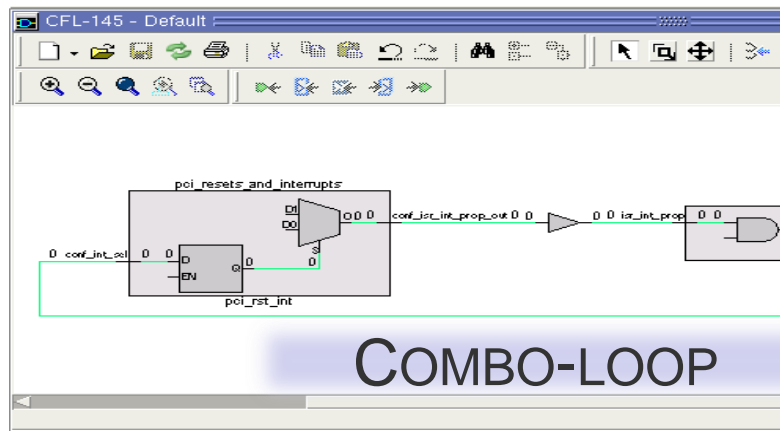 CFL-145 - Default
pci_resets_and_interrupts
D1
D0
O 0 0 conf_isr_int_prop_out 0 0
0 0 isr_int_prop 0 0
S
0 conf_int_sel 0 0 D
Q 0 0
EN
pci_rst_int
COMBO-LOOP